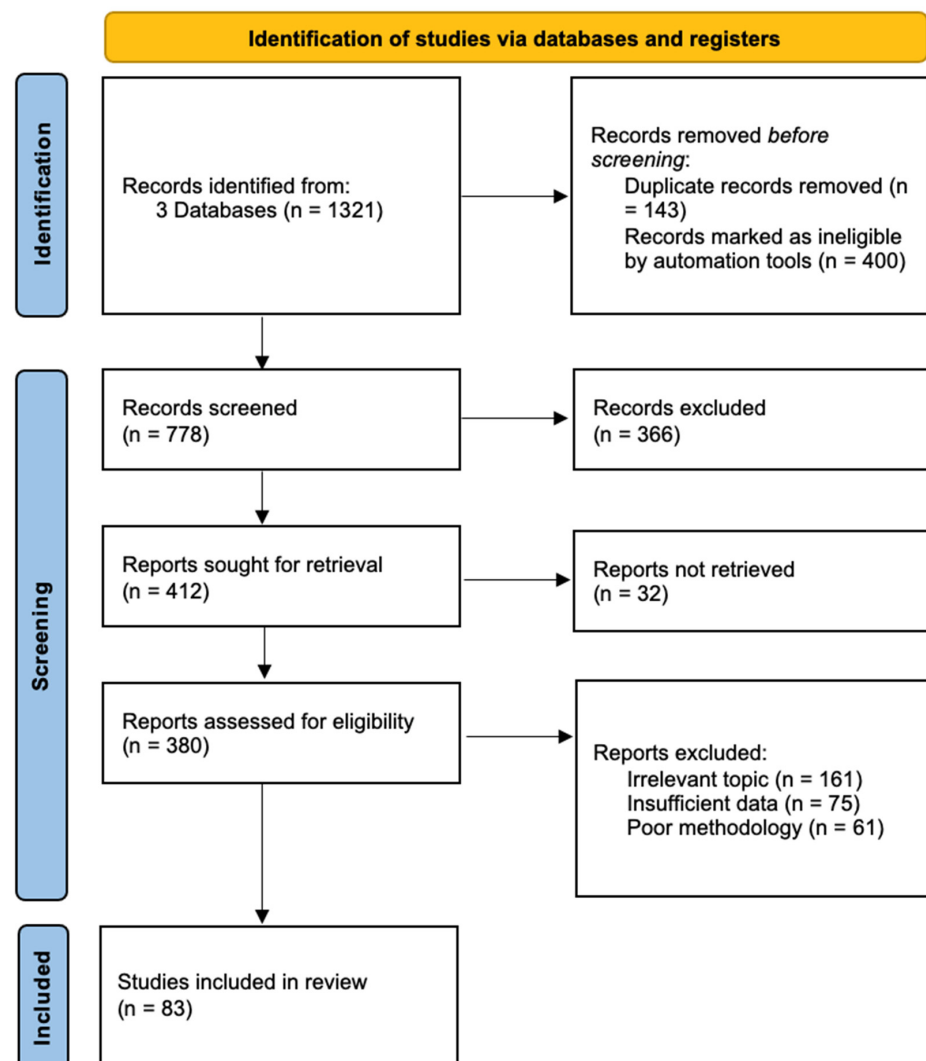 Identification of studies via databases and registers
Identification
Records identified from:
3 Databases (n = 1321)
Records removed before
screening:
Duplicate records removed (n
= 143)
Records marked as ineligible
by automation tools (n = 400)
Screening
Records screened
(n = 778)
Records excluded
(n = 366)
Reports sought for retrieval
(n = 412)
Reports not retrieved
(n = 32)
Reports assessed for eligibility
(n = 380)
Reports excluded:
Irrelevant topic (n = 161)
Insufficient data (n = 75)
Poor methodology (n = 61)
Included
Studies included in review
(n = 83)